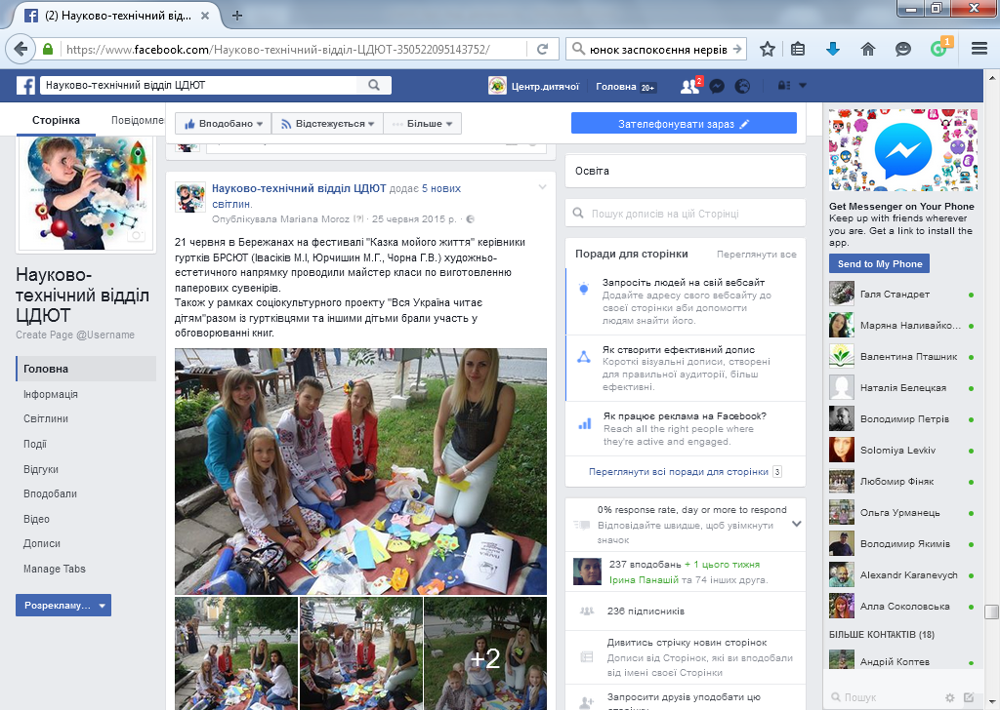 (2) Науково-технічний відд...
https://www.facebook.com/Науково-технічний-відділ-ЦДЮТ-350522095143752/
юнок заспокоєння нервів
1
Науково-технічний відділ ЦДЮТ
Центр.дитячої
Головна 20+
2
Сторінка
Повідомле
Вподобано
Відстежується
Більше
Зателефонувати зараз
Науково-технічний відділ ЦДЮТ
Create Page @Username
Головна
Інформація
Світлини
Події
Відгуки
Вподобали
Відео
Дописи
Manage Tabs
Розрекламу...
Науково-технічний відділ ЦДЮТ додає 5 нових
світлин.
Опублікувала Mariana Moroz [?] · 25 червня 2015 р. ·
21 червня в Бережанах на фестивалі "Казка мойого життя" керівники
гуртків БРСЮТ (Івасіків М.І, Юрчишин М.Г., Чорна Г.В.) художньо-
естетичного напрямку проводили майстер класи по виготовленню
паперових сувенірів.
Також у рамках соціокультурного проекту "Вся Україна читає
дітям"разом із гуртківцями та іншими дітьми брали участь у
обговорюванні книг.
+2
Освіта
Пошук дописів на цій Сторінці
Поради для сторінки
Переглянути все
Запросіть людей на свій вебсайт
Додайте адресу свого вебсайту до
своєї сторінки аби допомогти
людям знайти його.
Як створити ефективний допис
Короткі візуальні дописи, створені
для правильної аудиторії, більш
ефективні.
Як працює реклама на Facebook?
Reach all the right people where
they're active and engaged.
Переглянути всі поради для сторінки 3
0% response rate, day or more to respond
Відповідайте швидше, щоб увімкнути
значок
237 вподобань + 1 цього тижня
Ірина Панашій та 74 інших друга.
236 підписників
Дивитись стрічку новин сторінок
Дописи від Сторінок, які ви вподобали
від імені своєї Сторінки
Запросити друзів уподобати цю
Get Messenger on Your Phone
Keep up with friends wherever
you are. Get a link to install the
app.
Send to My Phone
Галя Стандрет
Маряна Наливайко...
Валентина Пташник
Наталія Белецкая
Володимир Петрів
Solomiya Levkiv
Любомир Фіняк
Ольга Урманець
Володимир Якимів
Alexandr Karanevych
Алла Соколовська
БІЛЬШЕ КОНТАКТІВ (18)
Андрій Коптев
Пошук